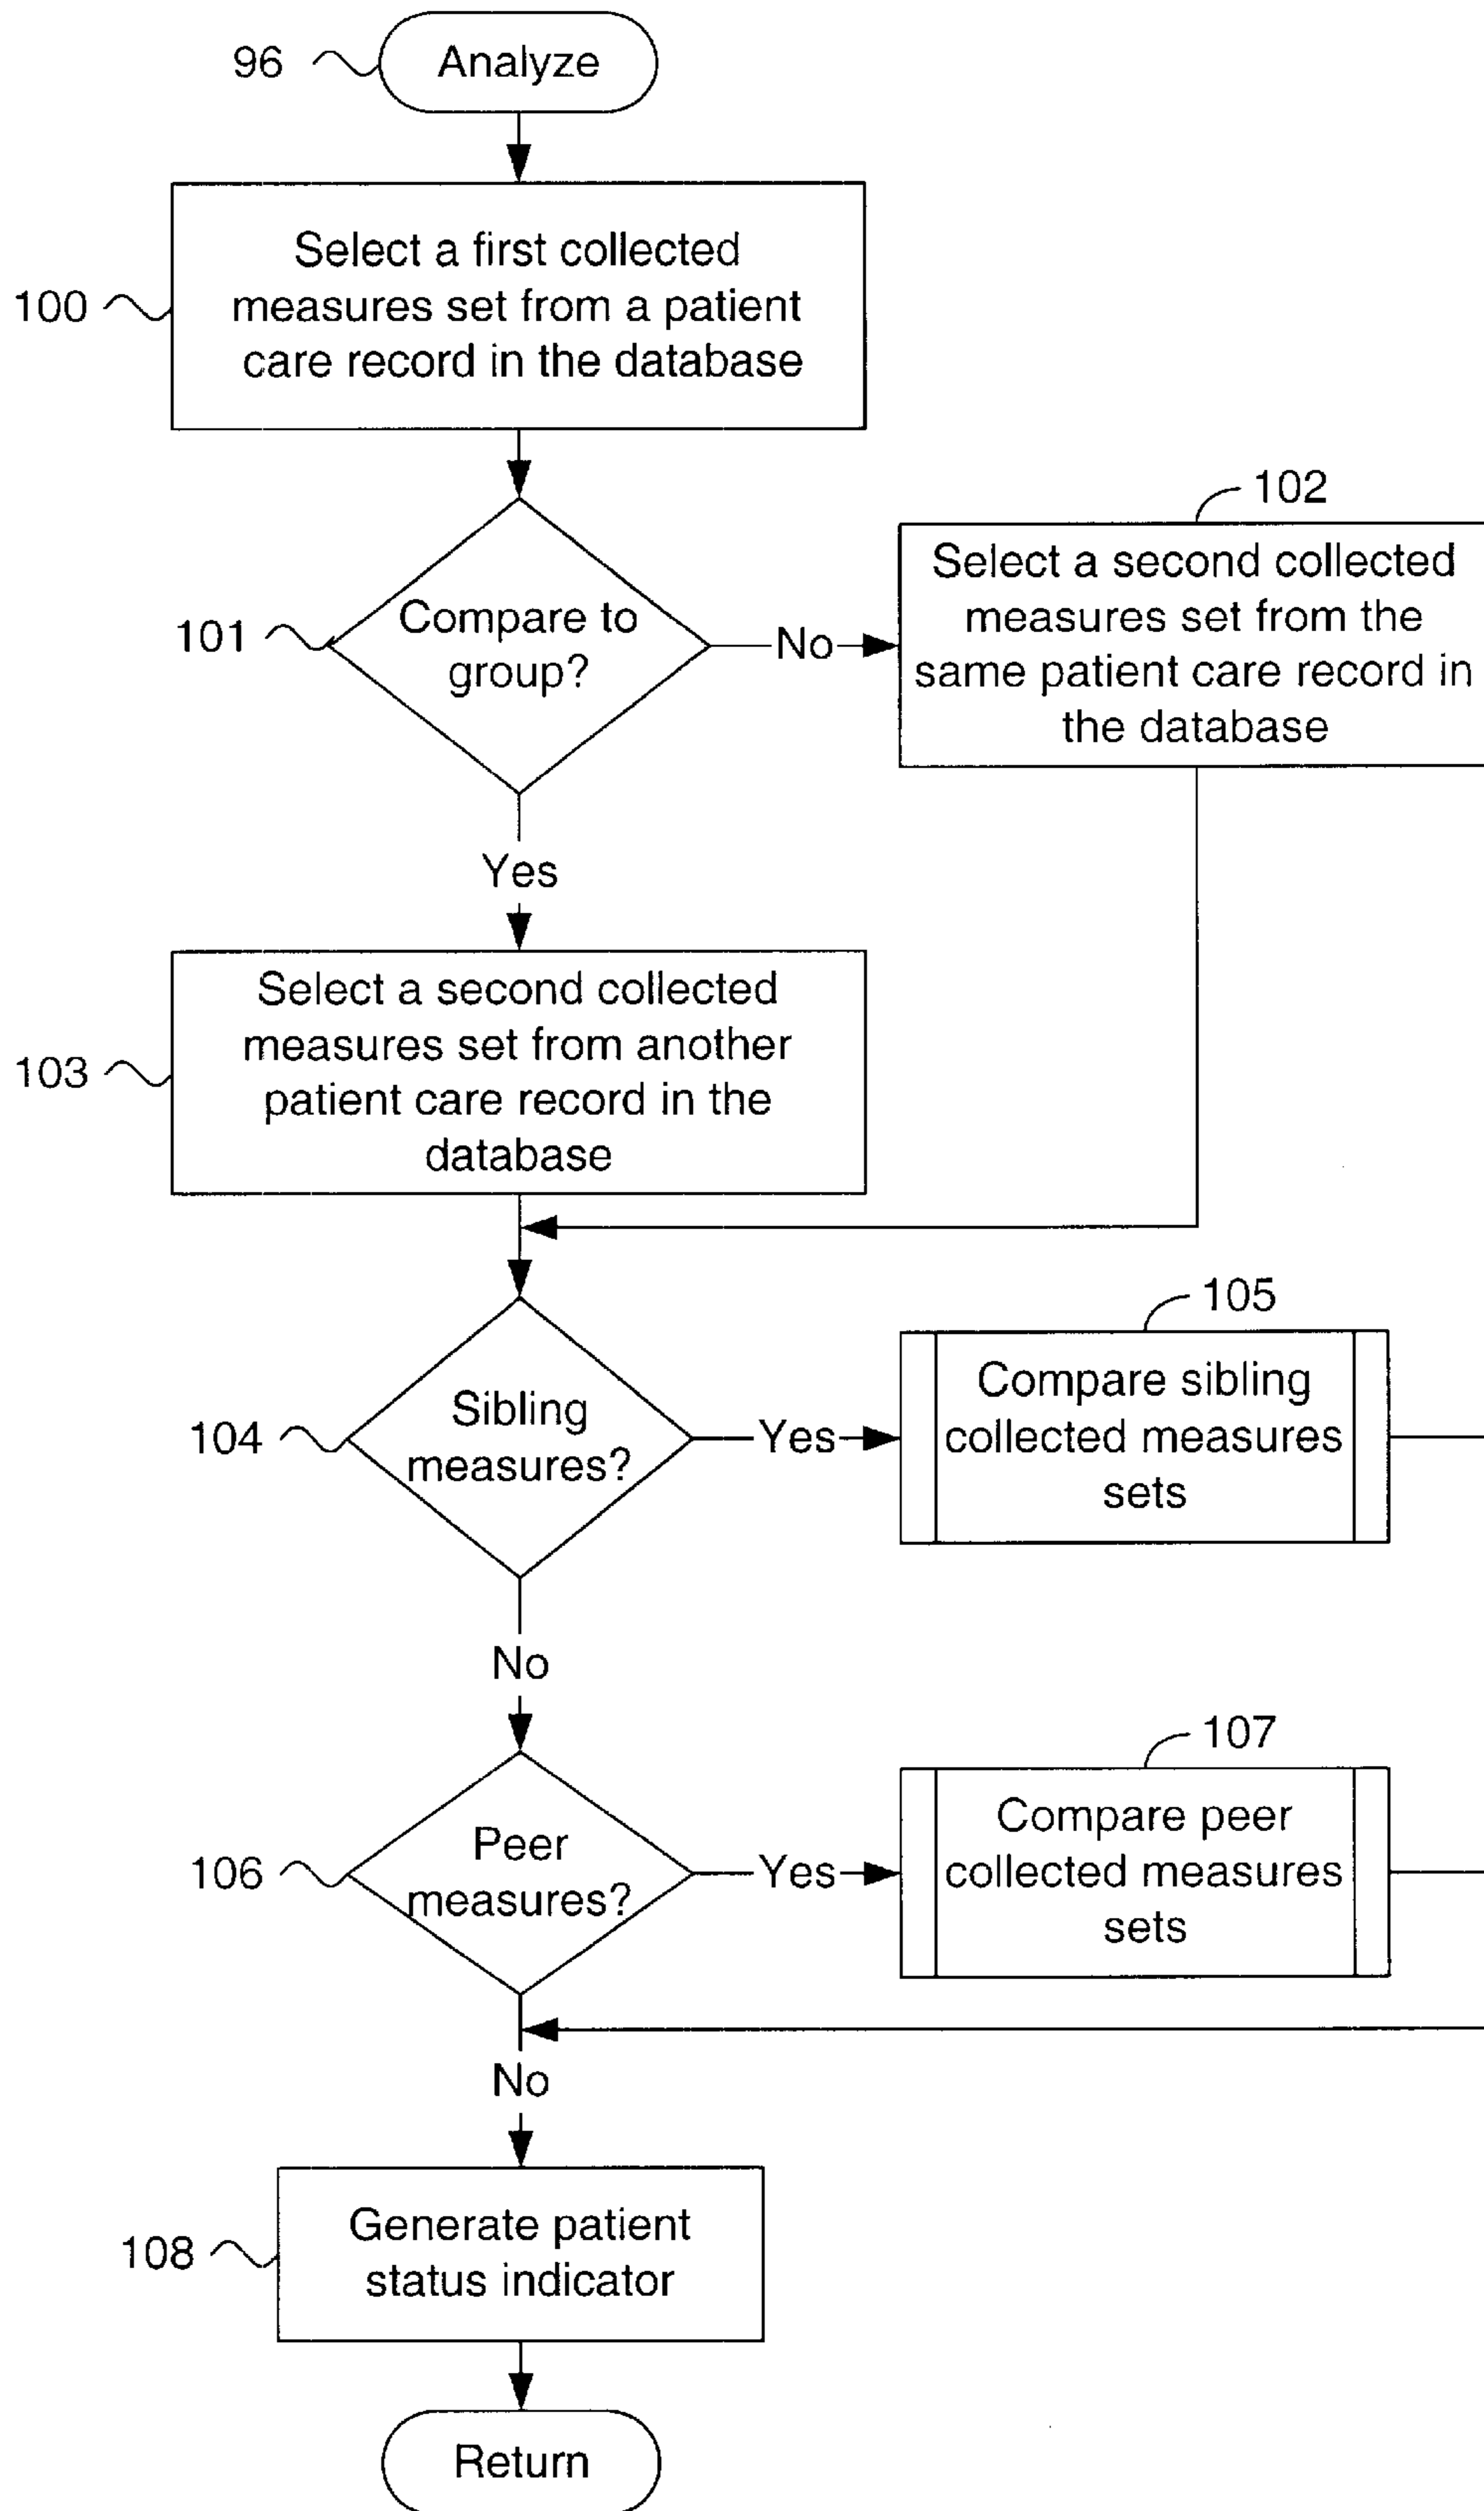 96
Analyze
Select a first collected
measures set from a patient
care record in the database
100
102
Compare to
group?
101
No
Select a second collected
measures set from the
same patient care record in
the database
Yes
Select a second collected
measures set from another
patient care record in the
database
103
105
Sibling
measures?
104
Yes
Compare sibling
collected measures
sets
No
107
Peer
measures?
106
Yes
Compare peer
collected measures
sets
No
Generate patient
status indicator
108
Return